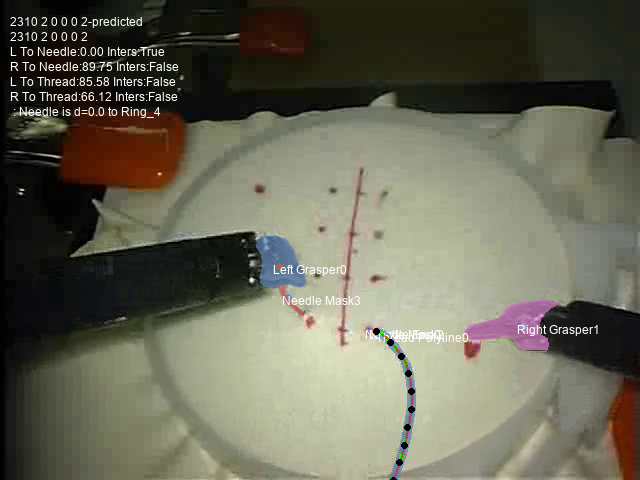 2310 2 0 0 0 2-predicted
2310 2 0 0 0 2
L To Needle:0.00 Inters:True
R To Needle:89.75 Inters:False
L To Thread:85.58 Inters:False
R To Thread:66.12 Inters:False
: Needle is d=0.0 to Ring_4
Left Grasper0
Needle Mask3
Right Grasper1
Thread Polyline0